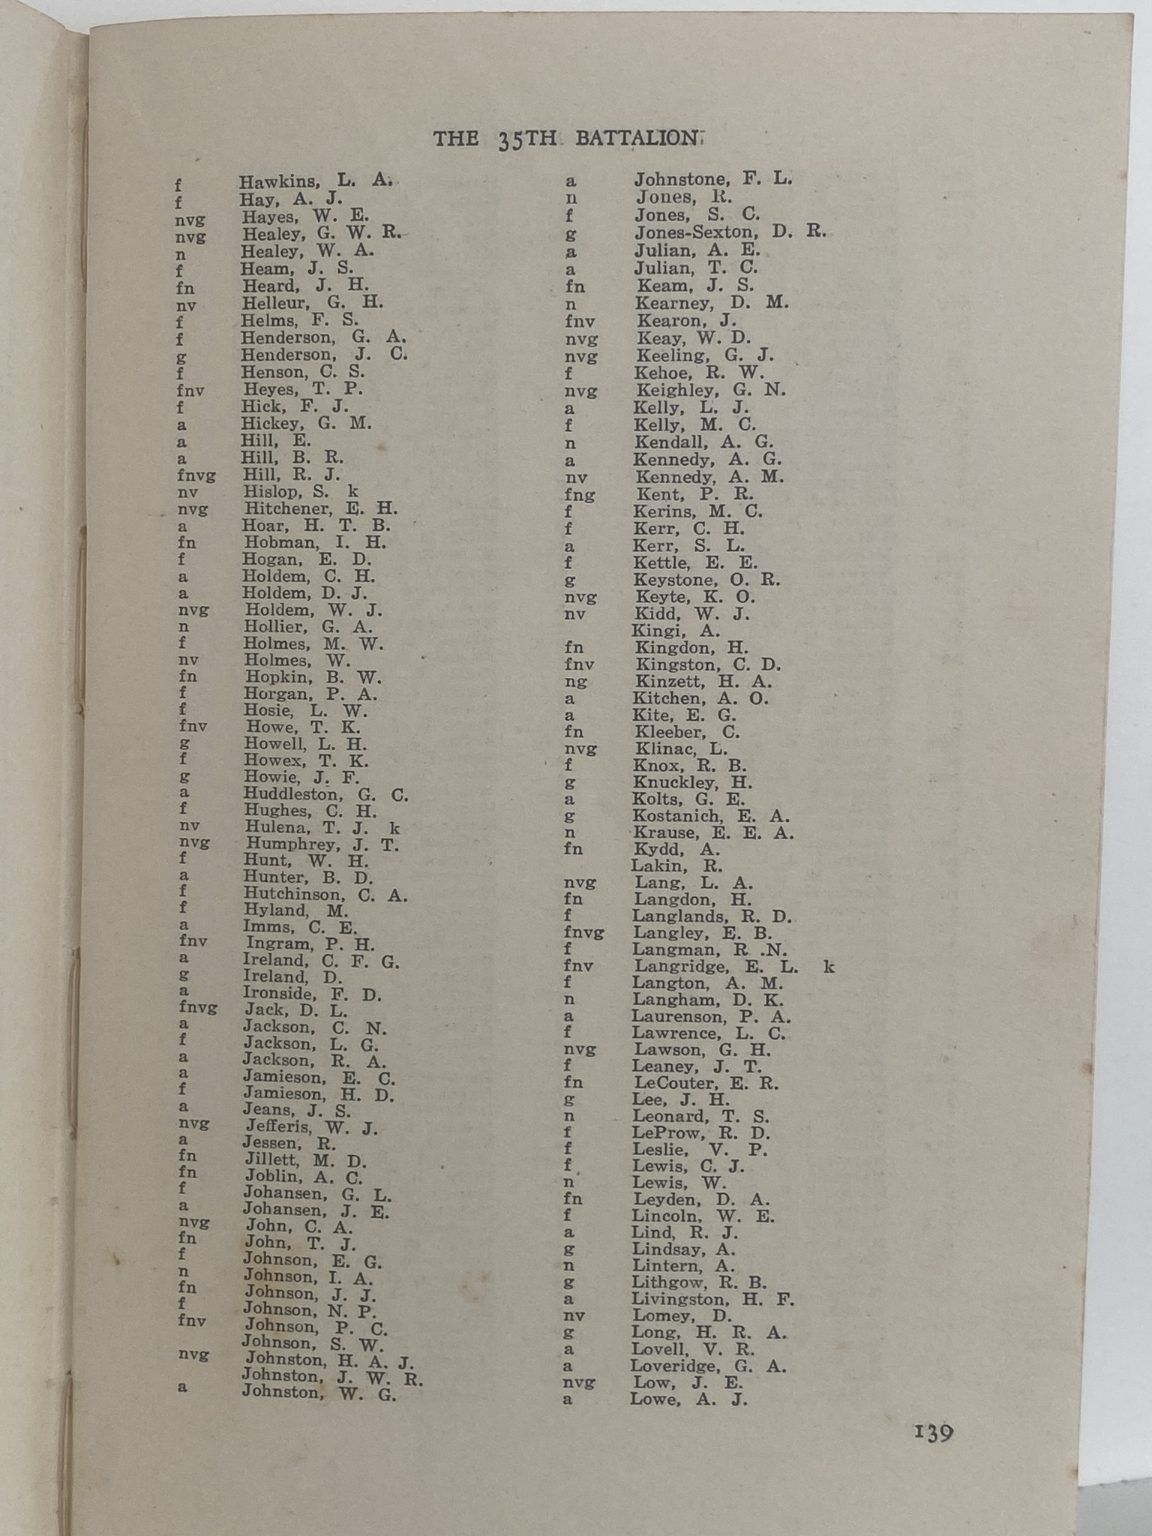 THE 35TH BATTALION
f Hawkins, L. A.
f Hay, A. J.
nvg Hayes, W. E.
nvg Healey, G. W. R.
n Healey, W. A.
f Heam, J. S.
fn Heard, J. H.
nv Helleur, G. H.
f Helms, F. S.
f Henderson, G. A.
g Henderson, J. C.
f Henson, C. S.
fnv Heyes, T. P.
f Hick, F. J.
a Hickey, G. M.
a Hill, E.
a Hill, B. R.
fnvg Hill, R. J.
nv Hislop, S. k
nvg Hitchener, E. H.
a Hoar, H. T. B.
fn Hobman, I. H.
f Hogan, E. D.
a Holdem, C. H.
a Holdem, D. J.
nvg Holdem, W. J.
n Hollier, G. A.
f Holmes, M. W.
nv Holmes, W.
fn Hopkin, B. W.
f Horgan, P. A.
f Hosie, L. W.
fnv Howe, T. K.
g Howell, L. H.
f Howex, T. K.
g Howie, J. F.
a Huddleston, G. C.
f Hughes, C. H.
nv Hulena, T. J. k
nvg Humphrey, J. T.
f Hunt, W. H.
a Hunter, B. D.
f Hutchinson, C. A.
f Hyland, M.
a Imms, C. E.
fnv Ingram, P. H.
a Ireland, C. F. G.
g Ireland, D.
a Ironside, F. D.
fnvg Jack, D. L.
a Jackson, C. N.
f Jackson, L. G.
a Jackson, R. A.
a Jamieson, E. C.
f Jamieson, H. D.
a Jeans, J. S.
nvg Jefferis, W. J.
a Jessen, R.
fn Jillett, M. D.
fn Joblin, A. C.
f Johansen, G. L.
a Johansen, J. E.
nvg John, C. A.
fn John, T. J.
f Johnson, E. G.
n Johnson, I. A.
fn Johnson, J. J.
f Johnson, N. P.
fnv Johnson, P. C.
Johnson, S. W.
nvg Johnston, H. A. J.
Johnston, J. W. R.
a Johnston, W. G.
a Johnstone, F. L.
n Jones, R.
f Jones, S. C.
g Jones-Sexton, D. R.
a Julian, A. E.
a Julian, T. C.
fn Keam, J. S.
n Kearney, D. M.
fnv Kearon, J.
nvg Keay, W. D.
nvg Keeling, G. J.
f Kehoe, R. W.
nvg Keighley, G. N.
a Kelly, L. J.
f Kelly, M. C.
n Kendall, A. G.
a Kennedy, A. G.
nv Kennedy, A. M.
fng Kent, P. R.
f Kerins, M. C.
f Kerr, C. H.
a Kerr, S. L.
f Kettle, E. E.
g Keystone, O. R.
nvg Keyte, K. O.
nv Kidd, W. J.
Kingi, A.
fn Kingdon, H.
fnv Kingston, C. D.
ng Kinzett, H. A.
a Kitchen, A. O.
a Kite, E. G.
fn Kleeber, C.
nvg Klinac, L.
f Knox, R. B.
g Knuckley, H.
a Kolts, G. E.
g Kostanich, E. A.
n Krause, E. E. A.
fn Kydd, A.
Lakin, R.
nvg Lang, L. A.
fn Langdon, H.
f Langlands, R. D.
fnvg Langley, E. B.
f Langman, R .N.
fnv Langridge, E. L. k
f Langton, A. M.
n Langham, D. K.
a Laurenson, P. A.
f Lawrence, L. C.
nvg Lawson, G. H.
f Leaney, J. T.
fn LeCouter, E. R.
g Lee, J. H.
n Leonard, T. S.
f LeProw, R. D.
f Leslie, V. P.
f Lewis, C. J.
n Lewis, W.
fn Leyden, D. A.
f Lincoln, W. E.
a Lind, R. J.
g Lindsay, A.
n Lintern, A.
g Lithgow, R. B.
a Livingston, H. F.
nv Lomey, D.
g Long, H. R. A.
a Lovell, V. R.
a Loveridge, G. A.
nvg Low, J. E.
a Lowe, A. J.
139